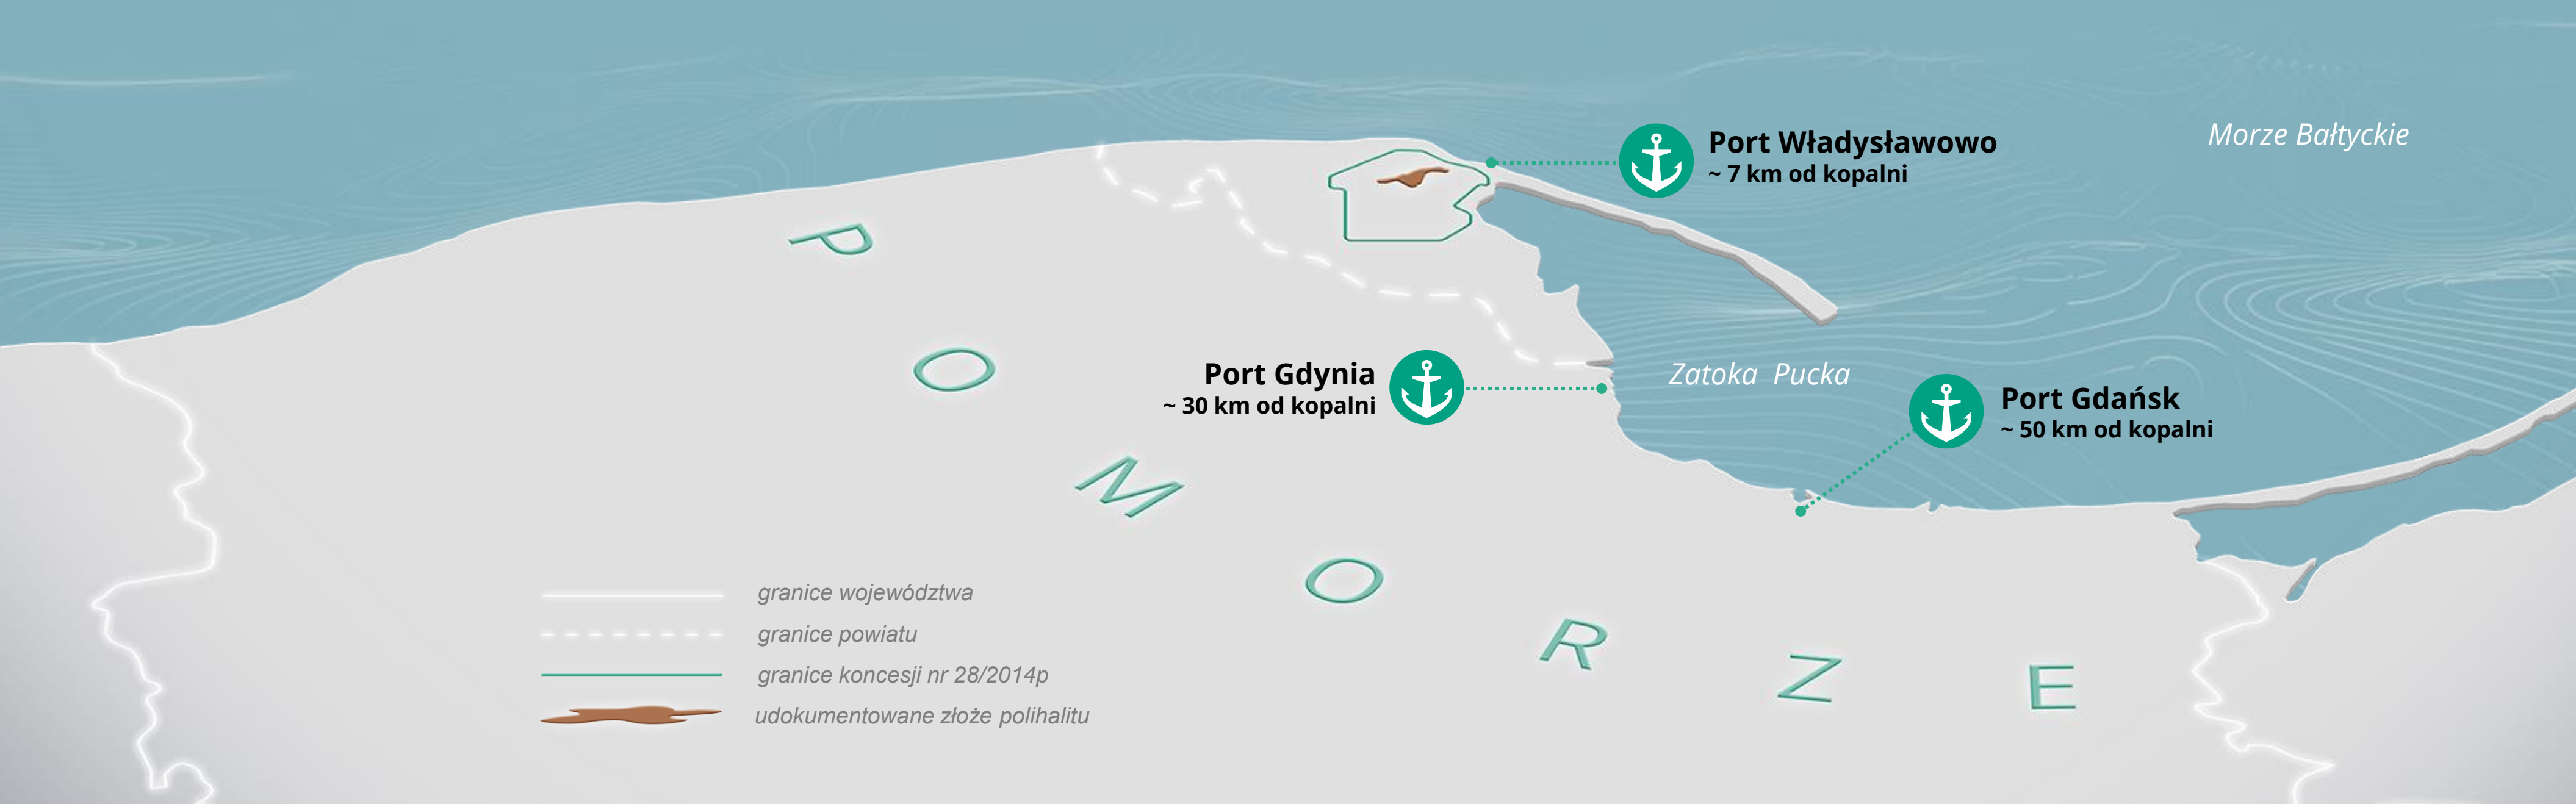 Port Władysławowo
~ 7 km od kopalni
Morze Bałtyckie
Port Gdynia
~ 30 km od kopalni
Zatoka Pucka
Port Gdańsk
~ 50 km od kopalni
POMORZE
granice województwa
granice powiatu
granice koncesji nr 28/2014p
udokumentowane złoże polihalitu